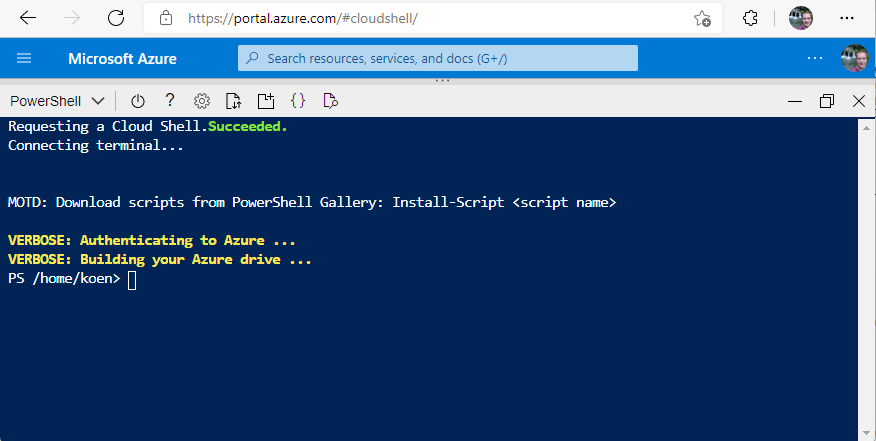 https://portal.azure.com/#cloudshell/
Microsoft Azure
Search resources, services, and docs (G+/)
PowerShell
Requesting a Cloud Shell.Succeeded.
Connecting terminal...
MOTD: Download scripts from PowerShell Gallery: Install-Script <script name>
VERBOSE: Authenticating to Azure ...
VERBOSE: Building your Azure drive ...
PS /home/koen>